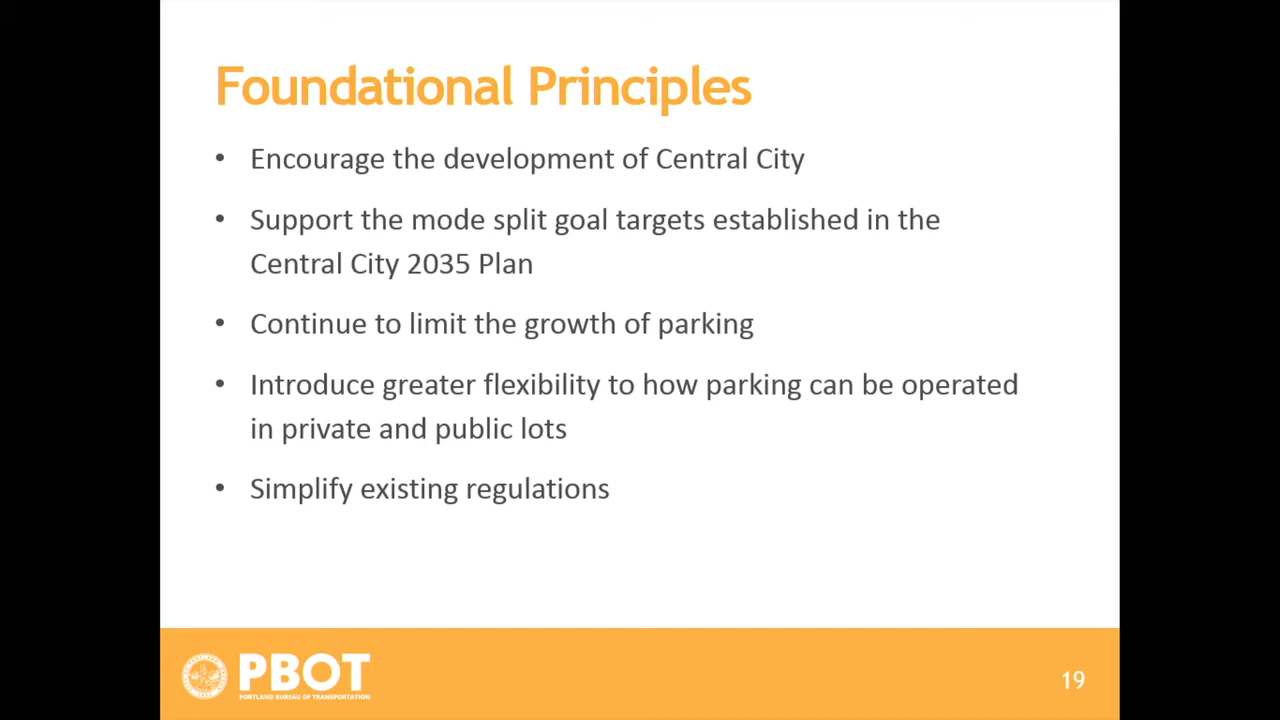 Foundational Principles
• Encourage the development of Central City
• Support the mode split goal targets established in the
Central City 2035 Plan
• Continue to limit the growth of parking
• Introduce greater flexibility to how parking can be operated
in private and public lots
• Simplify existing regulations
PBOT
PORTLAND BUREAU OF TRANSPORTATION
19